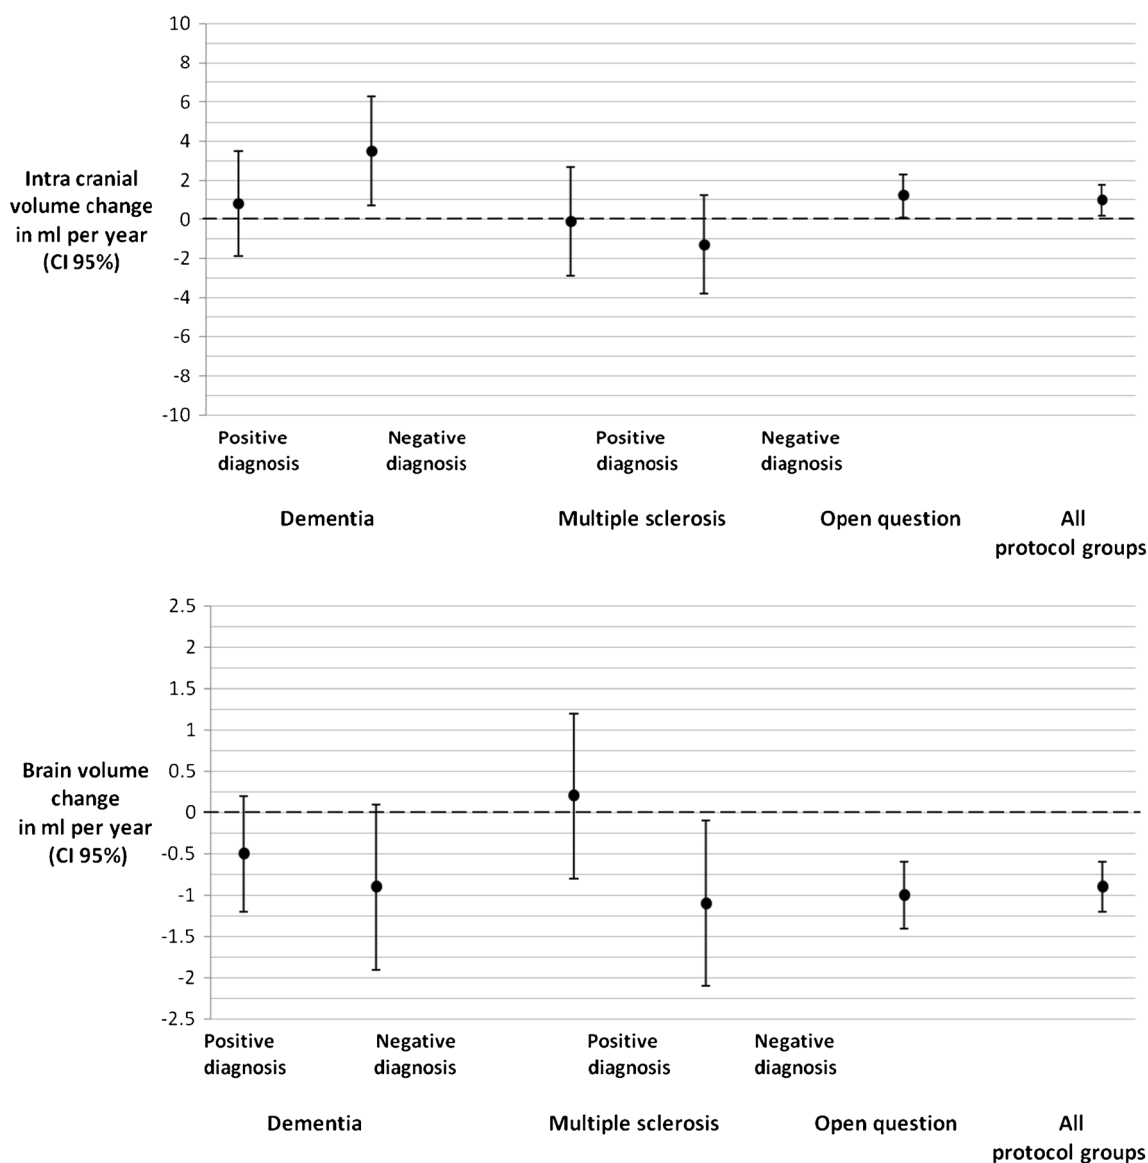 10
8
6
4
2
0
-2
-4
-6
-8
-10
Intra cranial
volume change
in ml per year
(CI 95%)
Positive
diagnosis
Negative
diagnosis
Positive
diagnosis
Negative
diagnosis
Dementia
Multiple sclerosis
Open question
All
protocol groups
2.5
2
1.5
1
0.5
0
-0.5
-1
-1.5
-2
-2.5
Brain volume
change
in ml per year
(CI 95%)
Positive
diagnosis
Negative
diagnosis
Positive
diagnosis
Negative
diagnosis
Dementia
Multiple sclerosis
Open question
All
protocol groups